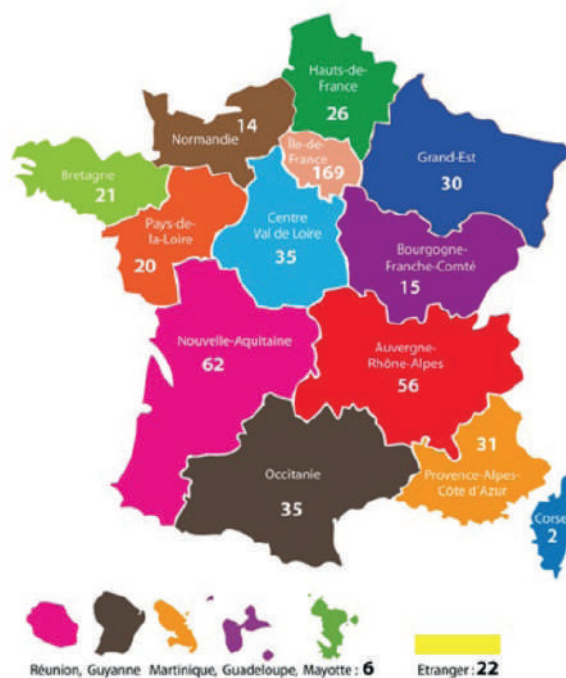 Hauts-de-
France
26
14
Normandie
Île-de-
France
169
Grand-Est
30
Bretagne
21
Pays-de-
la-Loire
20
Centre
Val de Loire
35
Bourgogne-
Franche-Comté
15
Nouvelle-Aquitaine
62
Auvergne-
Rhône-Alpes
56
31
Provence-Alpes-
Côte d'Azur
Occitanie
35
Corse
2
Réunion, Guyanne Martinique, Guadeloupe, Mayotte : 6
Etranger : 22